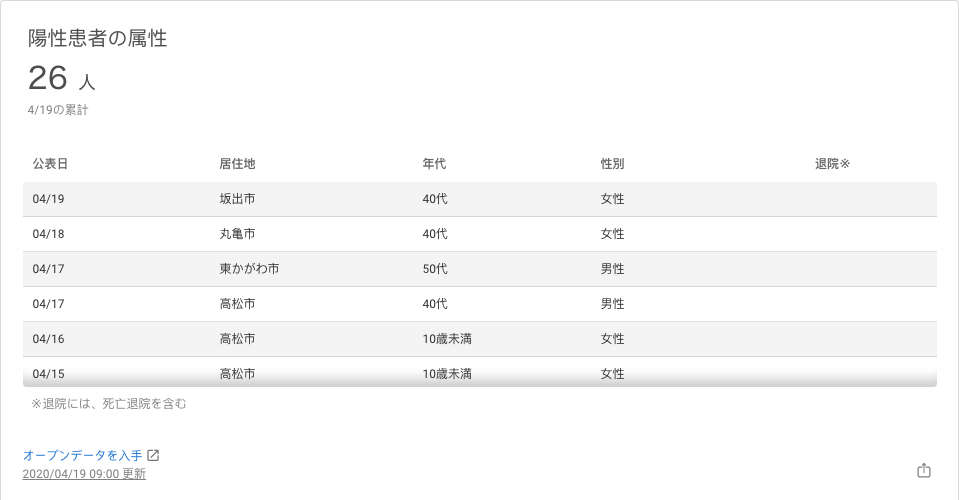 陽性患者の属性
26 人
4/19の累計
公表日 居住地 年代 性別 退院※
04/19 坂出市 40代 女性
04/18 丸亀市 40代 女性
04/17 東かがわ市 50代 男性
04/17 高松市 40代 男性
04/16 高松市 10歳未満 女性
04/15 高松市 10歳未満 女性
※退院には、死亡退院を含む
オープンデータを入手
2020/04/19 09:00 更新